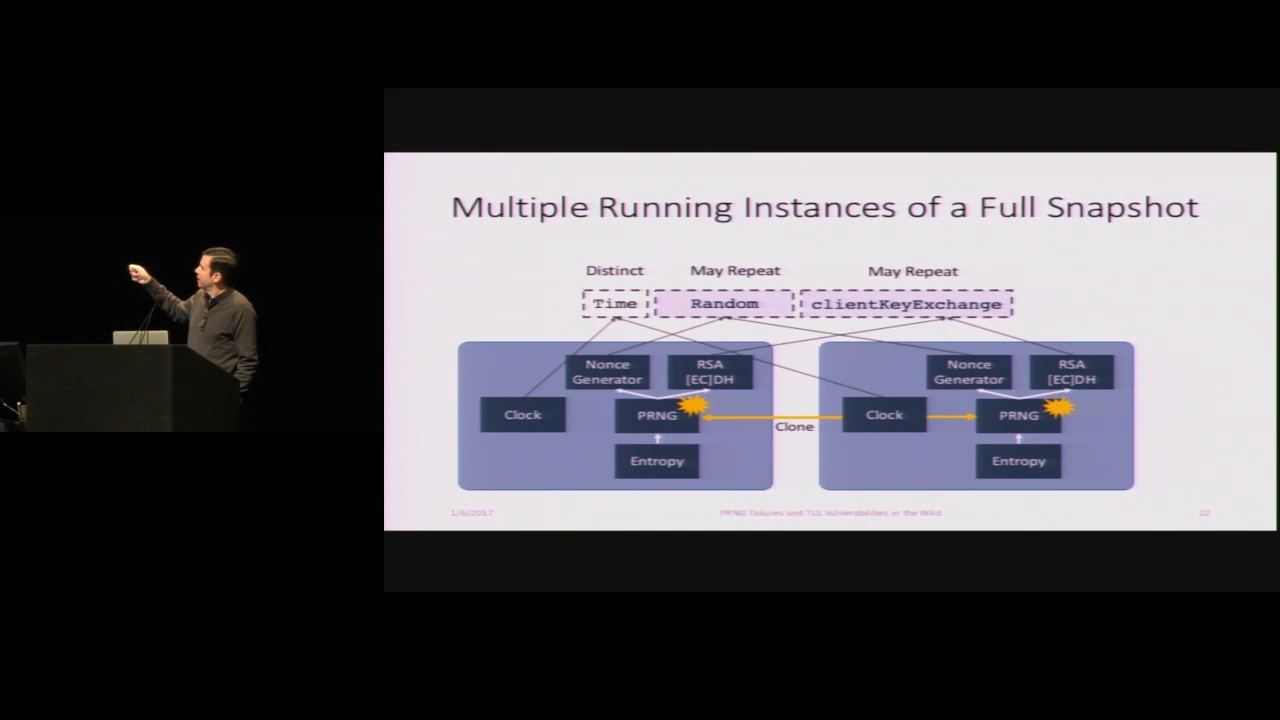 Multiple Running Instances of a Full Snapshot
Distinct May Repeat May Repeat
Time Random clientKeyExchange
Nonce Generator
RSA [EC]DH
Clock
PRNG
Entropy
Clone
Nonce Generator
RSA [EC]DH
Clock
PRNG
Entropy
1/6/2017 PRNG Failures and TLS Vulnerabilities in the Wild 22